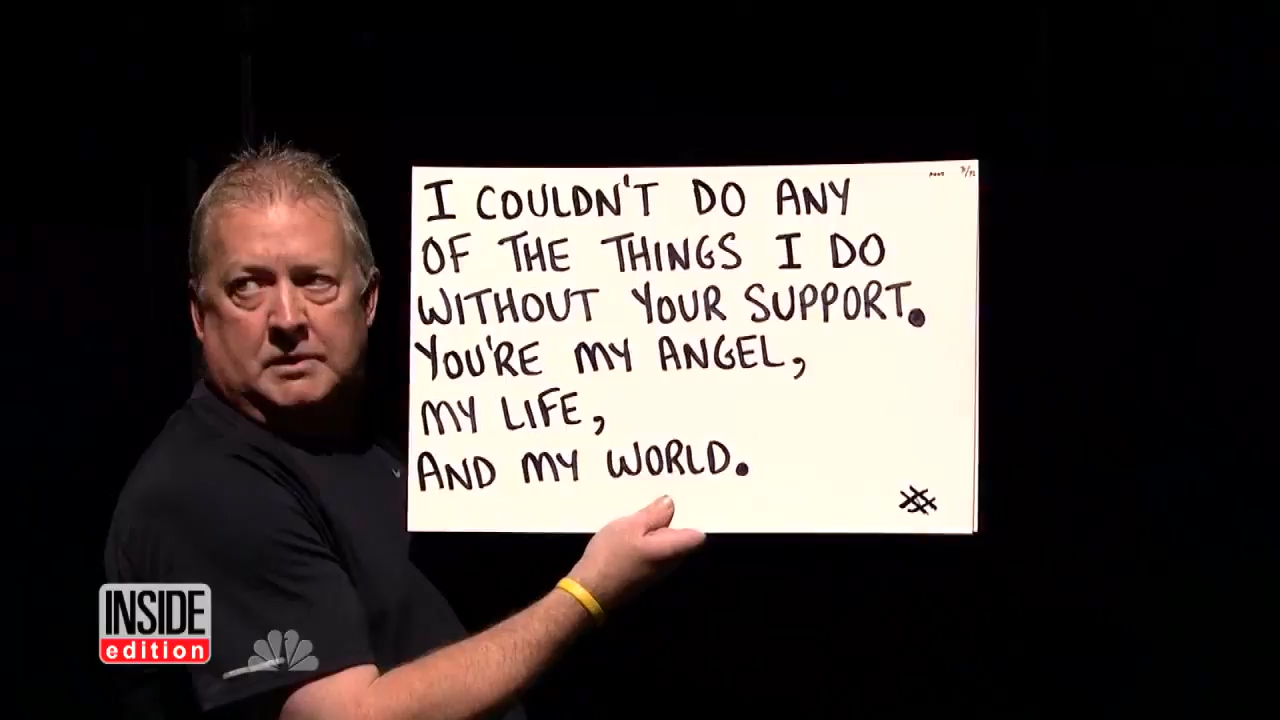 I COULDN'T DO ANY
OF THE THINGS I DO
WITHOUT YOUR SUPPORT.
YOU'RE MY ANGEL,
MY LIFE,
AND MY WORLD.
INSIDE
edition